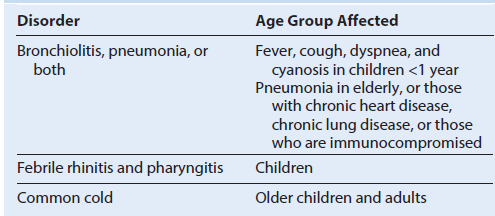 Disorder Age Group Affected
Bronchiolitis, pneumonia, or Fever, cough, dyspnea, and
both cyanosis in children <1 year
Pneumonia in elderly, or those
with chronic heart disease,
chronic lung disease, or those
who are immunocompromised
Febrile rhinitis and pharyngitis Children
Common cold Older children and adults